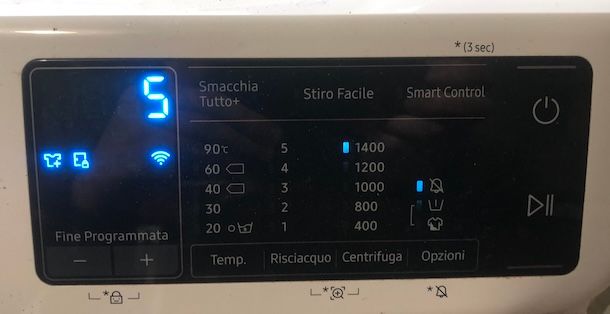 * (3 sec)
5
Smacchia
Tutto+
Stiro Facile
Smart Control
90°C 5 1400
60 4 1200
40 3 1000
30 2 800
20 1 400
Fine Programmata
− +
Temp. Risciacquo Centrifuga Opzioni
* * *